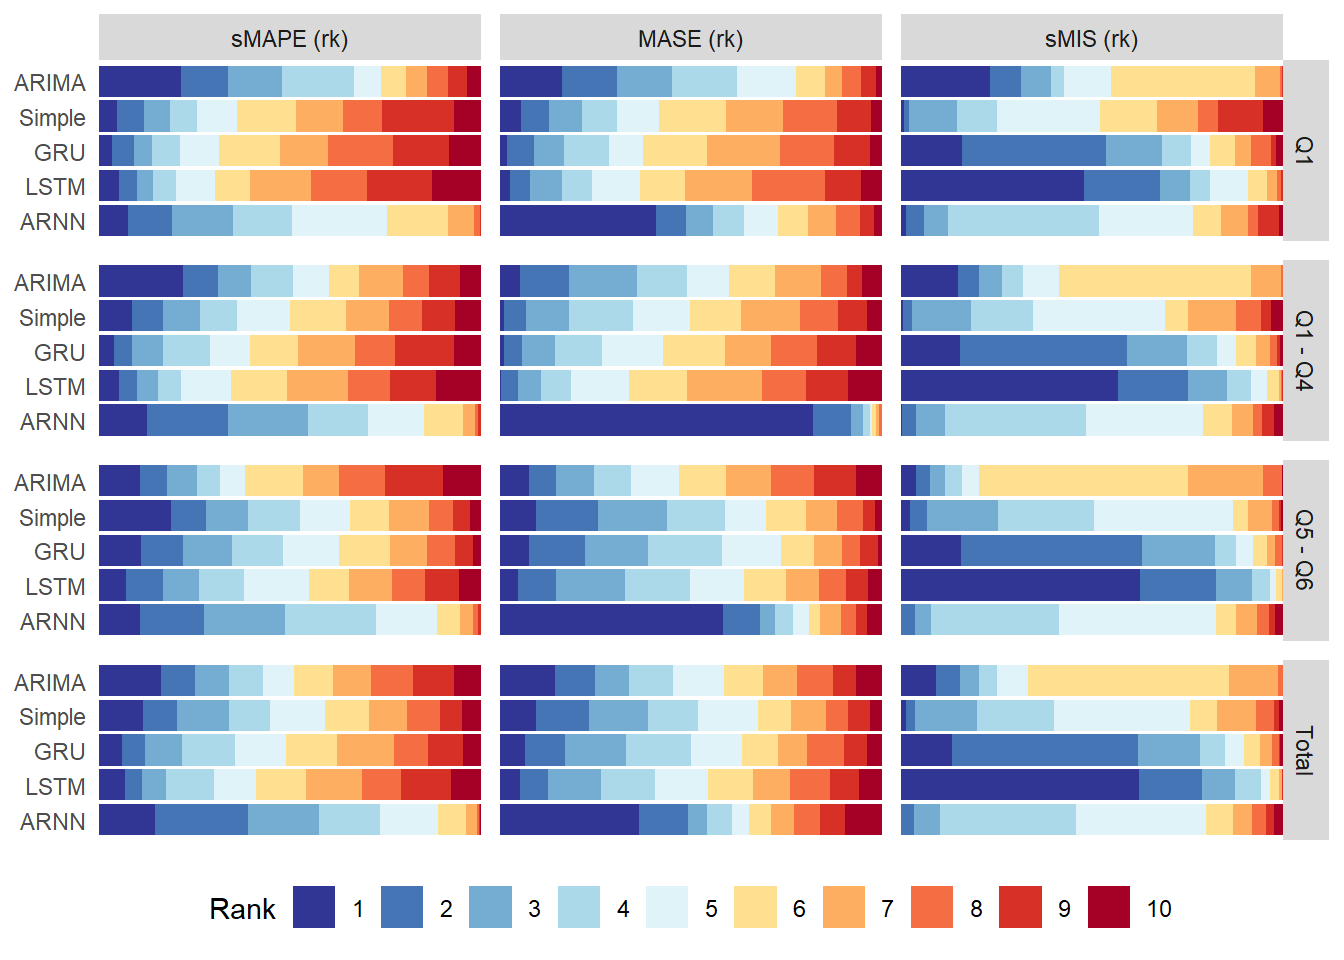 sMAPE (rk) MASE (rk) sMIS (rk)
ARIMA
Simple
GRU
LSTM
ARNN
Q1
ARIMA
Simple
GRU
LSTM
ARNN
Q1 - Q4
ARIMA
Simple
GRU
LSTM
ARNN
Q5 - Q6
ARIMA
Simple
GRU
LSTM
ARNN
Total
Rank 1 2 3 4 5 6 7 8 9 10